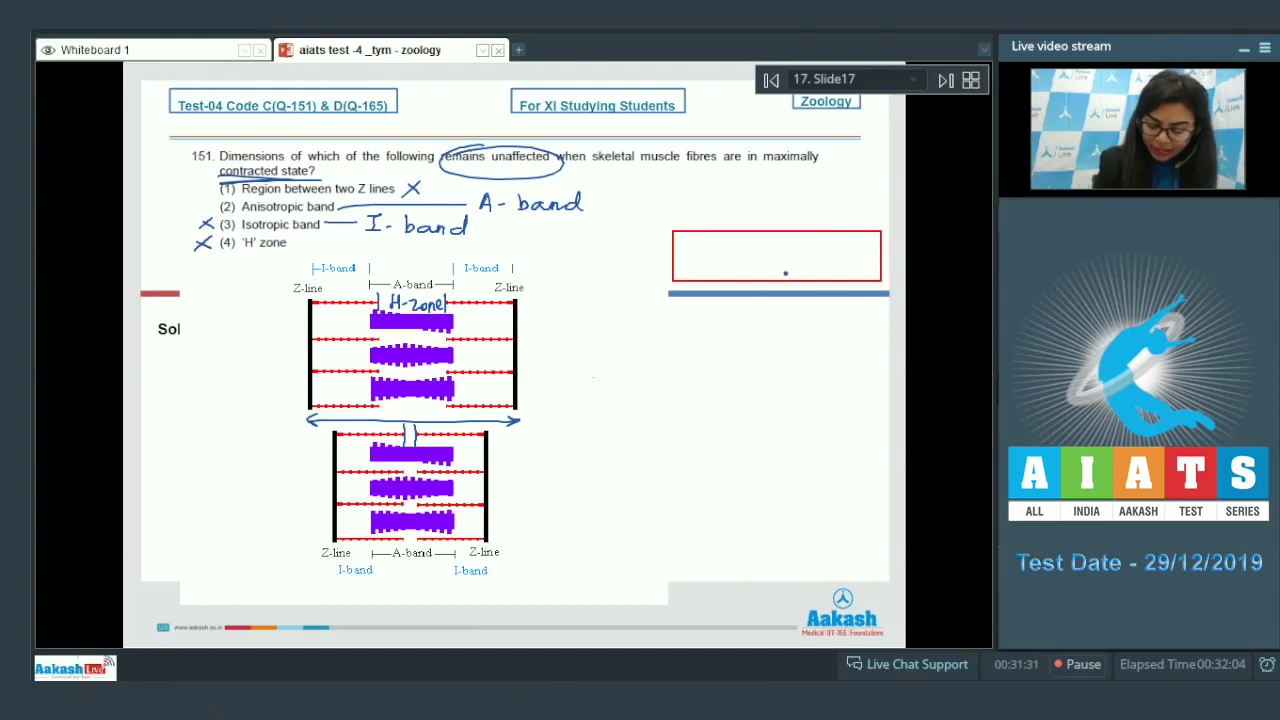 Whiteboard 1
aiats test -4 _tym - zoology
Live video stream
17. Slide17
Test-04 Code C(Q-151) & D(Q-165)
For XI Studying Students
Zoology
151. Dimensions of which of the following remains unaffected when skeletal muscle fibres are in maximally
contracted state?
(1) Region between two Z lines
(2) Anisotropic band
A - band
(3) Isotropic band
I - band
(4) 'H' zone
I-band
I-band
A-band
Z-line
Z-line
H-zone
Sol
Z-line
A-band
Z-line
I-band
I-band
www.aakash.ac.in
Aakash
Medical|IIT-JEE|Foundations
A I A T S
ALL INDIA AAKASH TEST SERIES
Test Date - 29/12/2019
Aakash Live
Live Chat Support
00:31:31
Pause
Elapsed Time 00:32:04